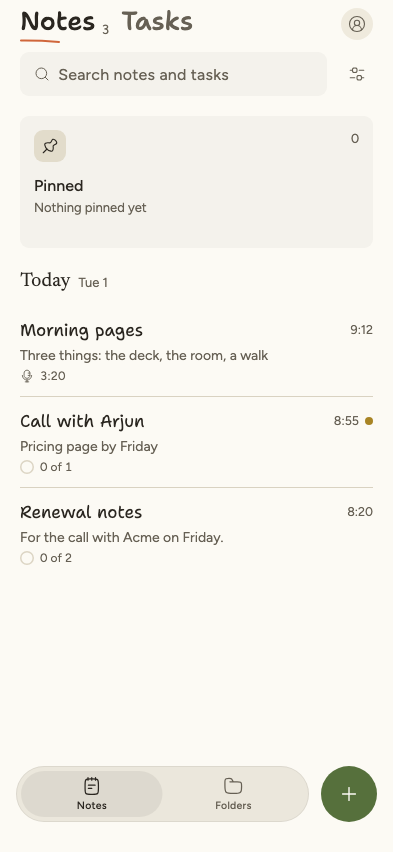 Notes 3 Tasks
Search notes and tasks
0
Pinned
Nothing pinned yet
Today Tue 1
Morning pages 9:12
Three things: the deck, the room, a walk
3:20
Call with Arjun 8:55
Pricing page by Friday
0 of 1
Renewal notes 8:20
For the call with Acme on Friday.
0 of 2
Notes Folders